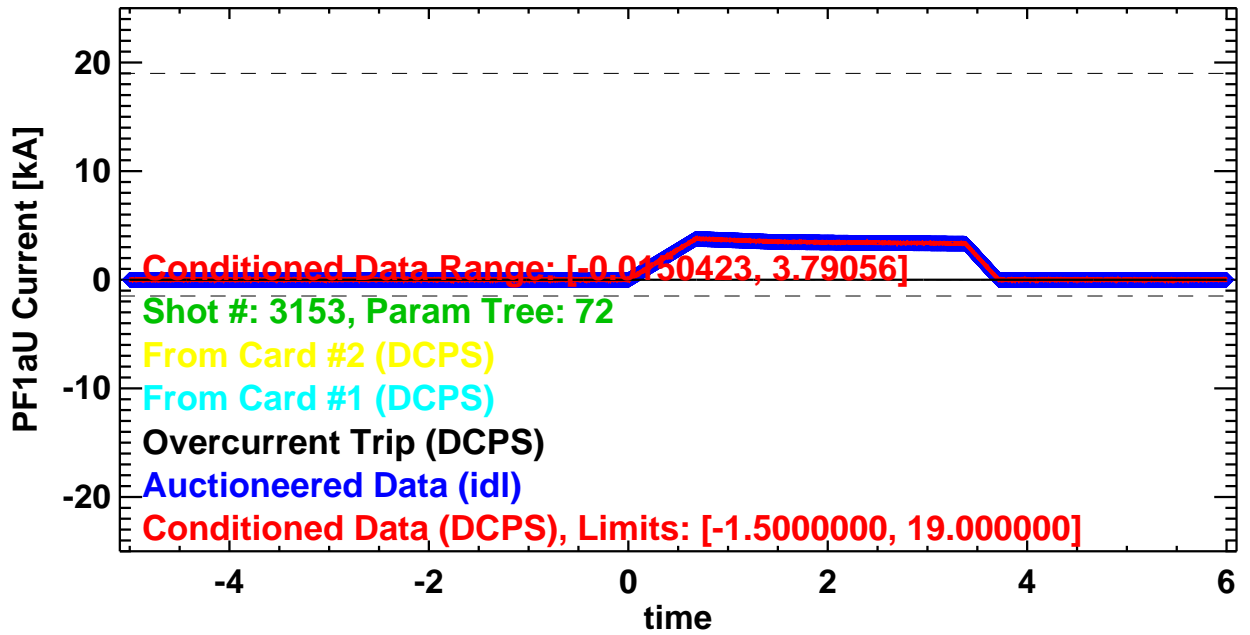 PF1aU Current [kA]
20
10
0
-10
-20
Conditioned Data Range: [-0.0150423, 3.79056]
Shot #: 3153, Param Tree: 72
From Card #2 (DCPS)
From Card #1 (DCPS)
Overcurrent Trip (DCPS)
Auctioneered Data (idl)
Conditioned Data (DCPS), Limits: [-1.5000000, 19.000000]
-4 -2 0 2 4 6
time